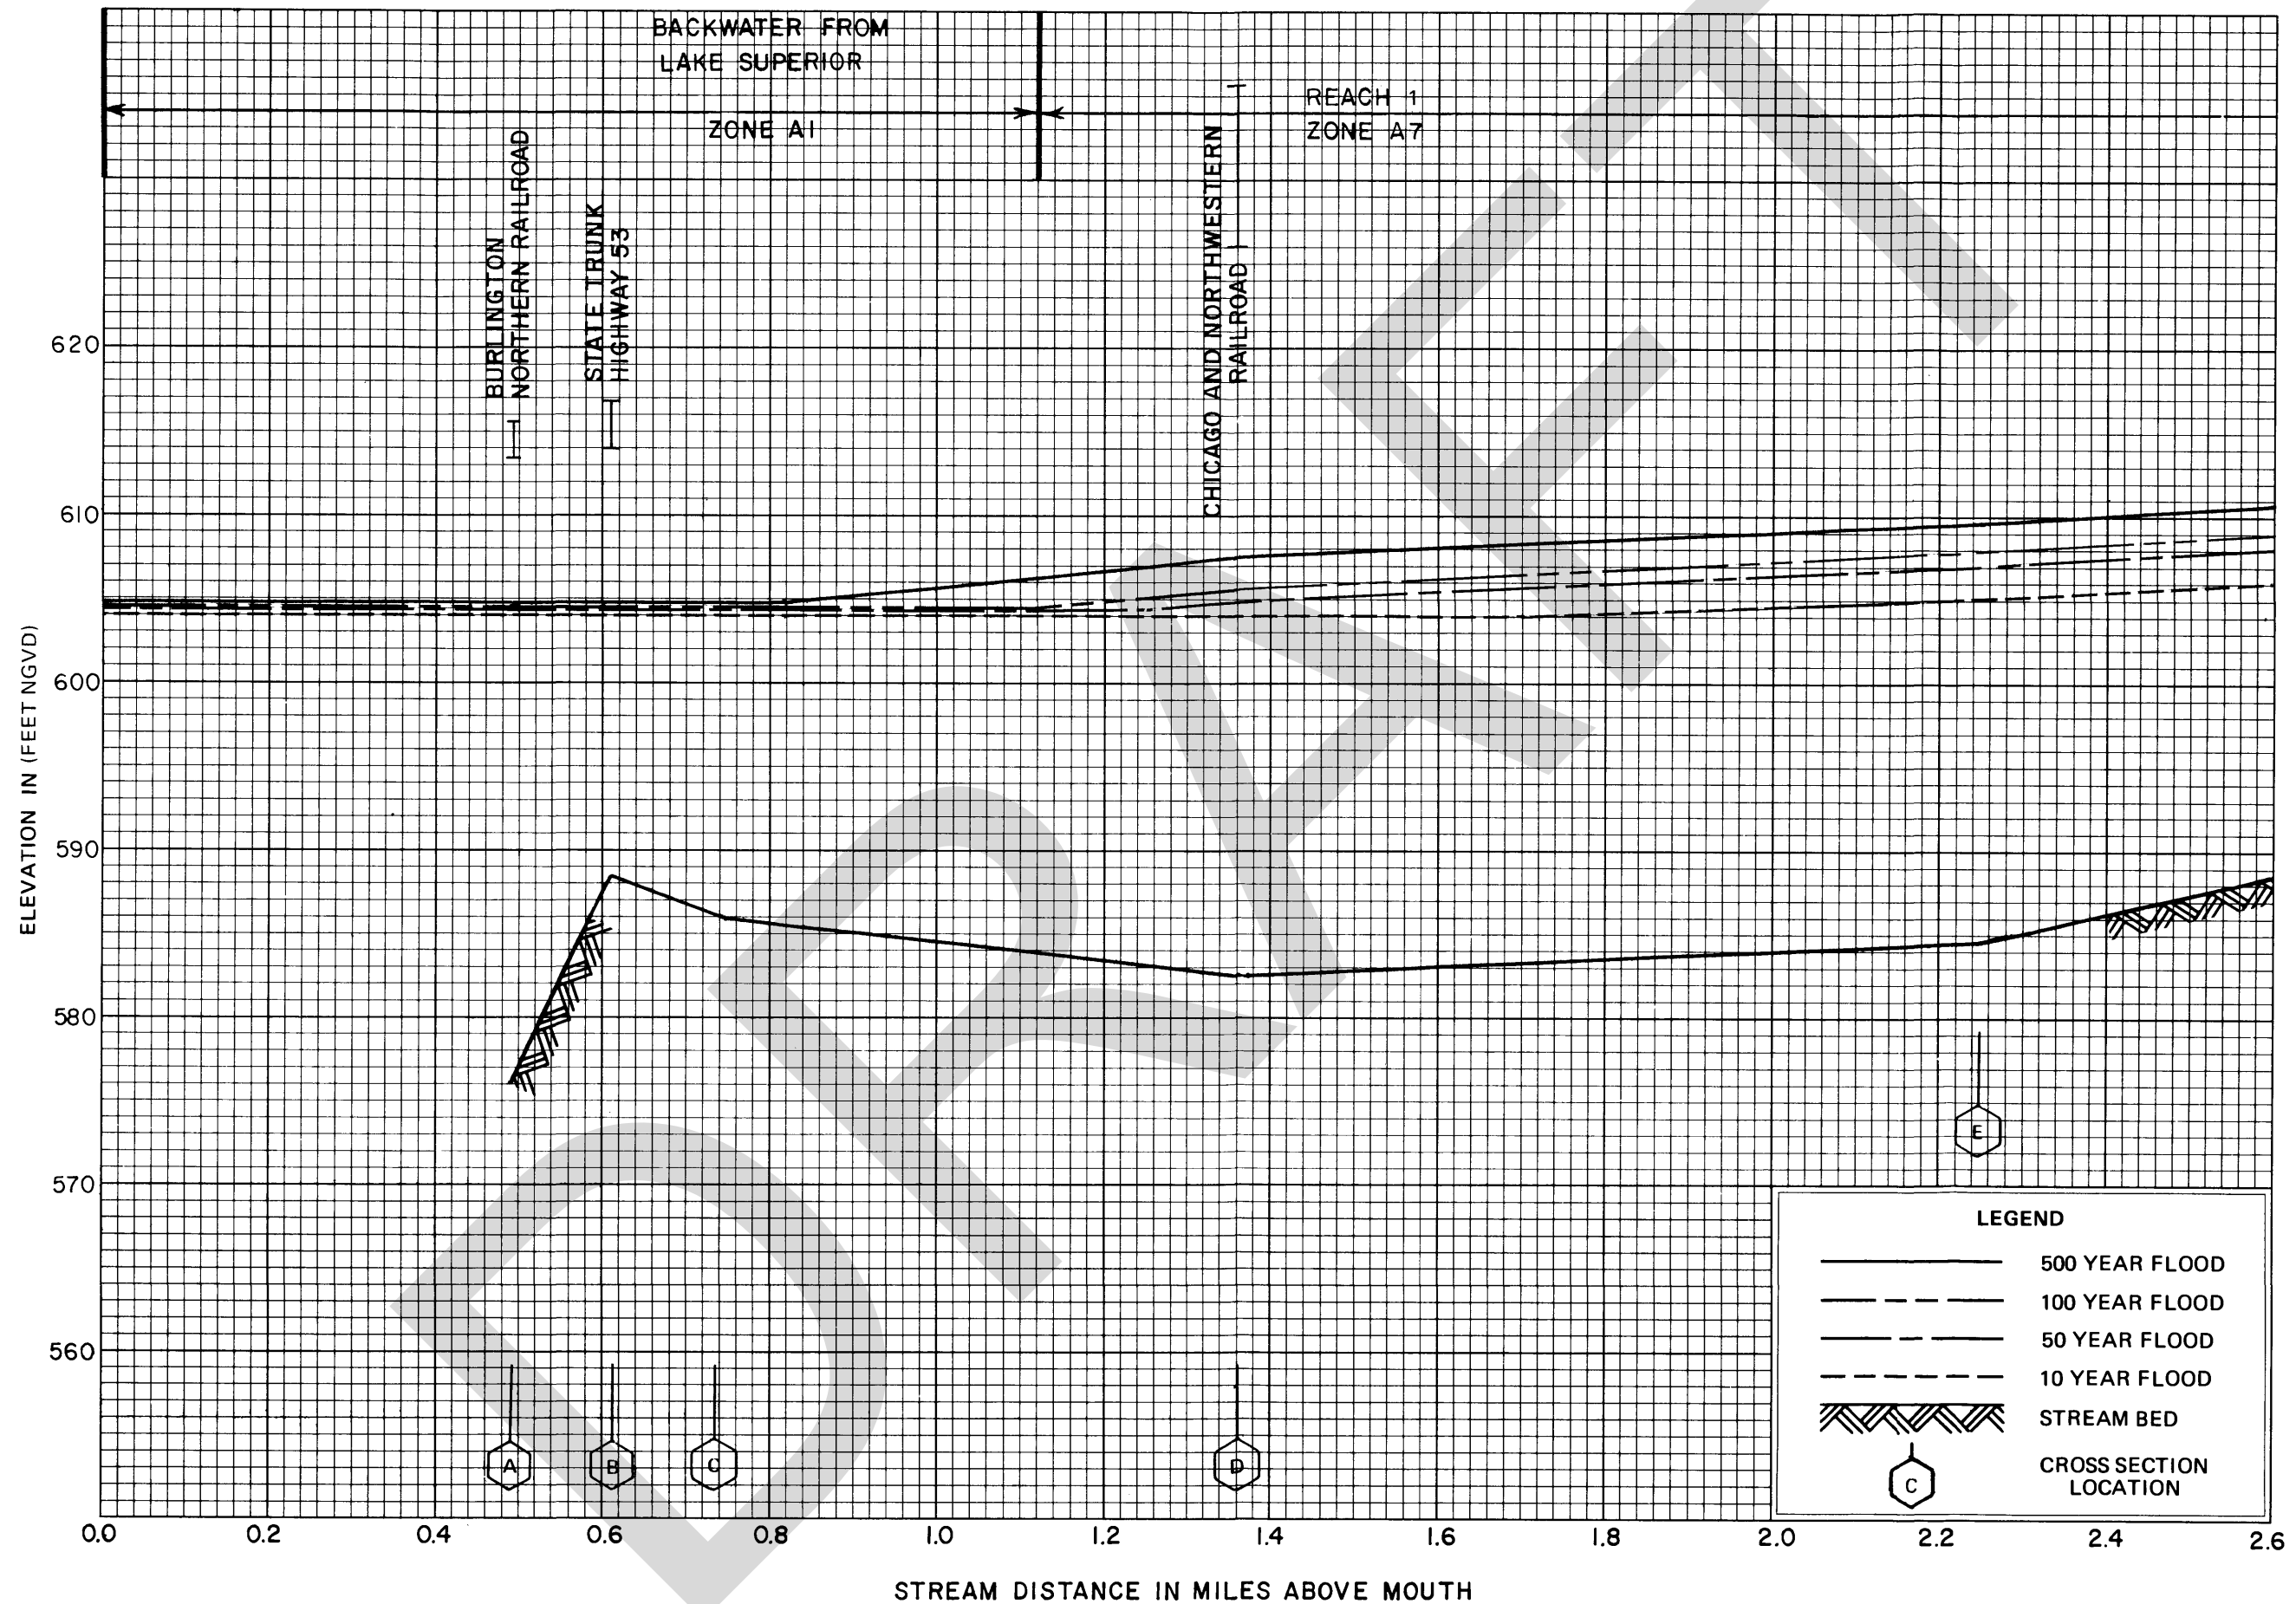 BACKWATER FROM
LAKE SUPERIOR
ZONE A1
REACH 1
ZONE A7
BURLINGTON
NORTHERN RAILROAD
STATE TRUNK
HIGHWAY 53
CHICAGO AND NORTHWESTERN
RAILROAD
620
610
600
590
580
570
560
ELEVATION IN (FEET NGVD)
A
B
C
D
E
0.0 0.2 0.4 0.6 0.8 1.0 1.2 1.4 1.6 1.8 2.0 2.2 2.4 2.6
STREAM DISTANCE IN MILES ABOVE MOUTH
LEGEND
500 YEAR FLOOD
100 YEAR FLOOD
50 YEAR FLOOD
10 YEAR FLOOD
STREAM BED
C
CROSS SECTION
LOCATION
DRAFT